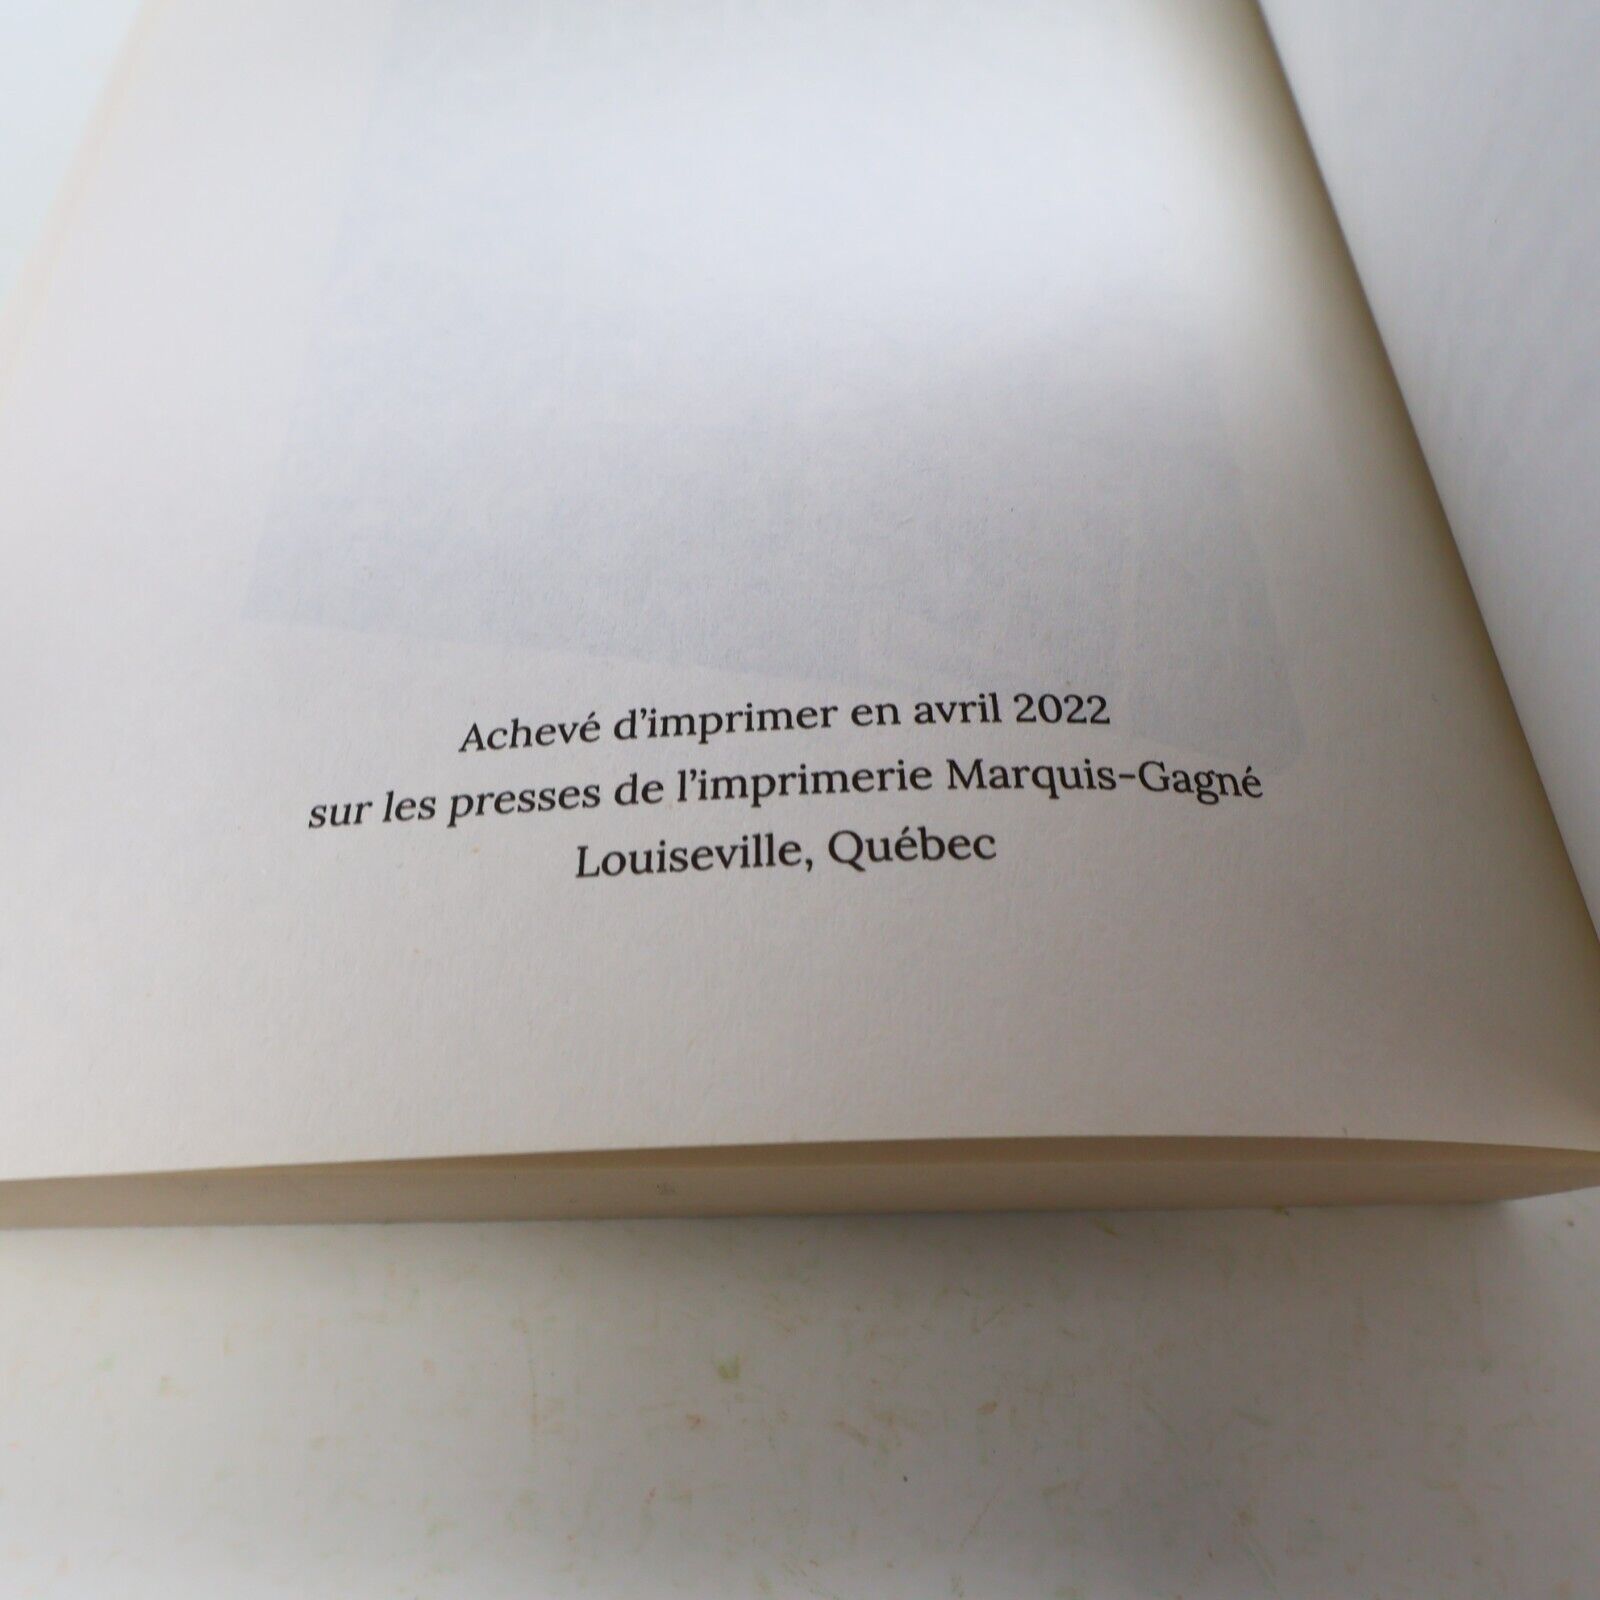 Achevé d'imprimer en avril 2022
sur les presses de l'imprimerie Marquis-Gagné
Louiseville, Québec